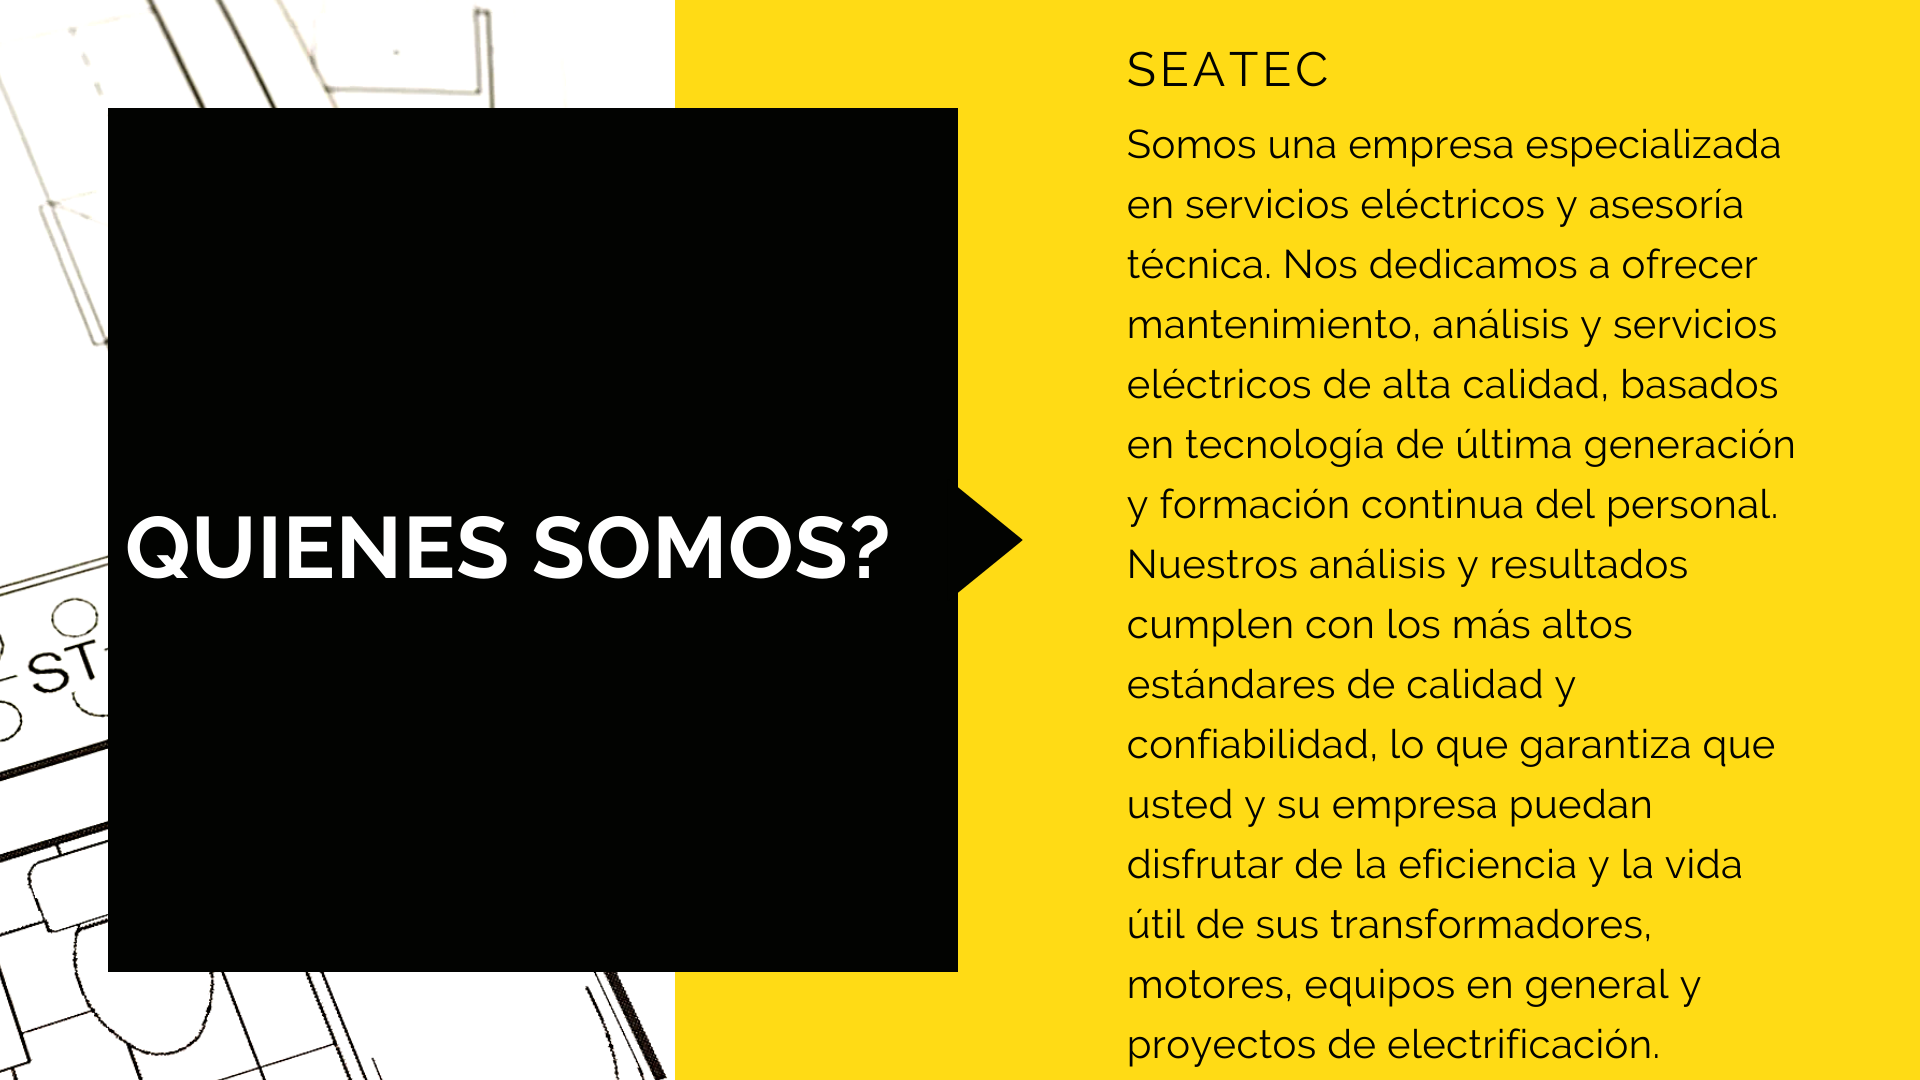 SEATEC
Somos una empresa especializada
en servicios eléctricos y asesoría
técnica. Nos dedicamos a ofrecer
mantenimiento, análisis y servicios
eléctricos de alta calidad, basados
en tecnología de última generación
y formación continua del personal.
Nuestros análisis y resultados
cumplen con los más altos
estándares de calidad y
confiabilidad, lo que garantiza que
usted y su empresa puedan
disfrutar de la eficiencia y la vida
útil de sus transformadores,
motores, equipos en general y
proyectos de electrificación.
QUIENES SOMOS?
ST